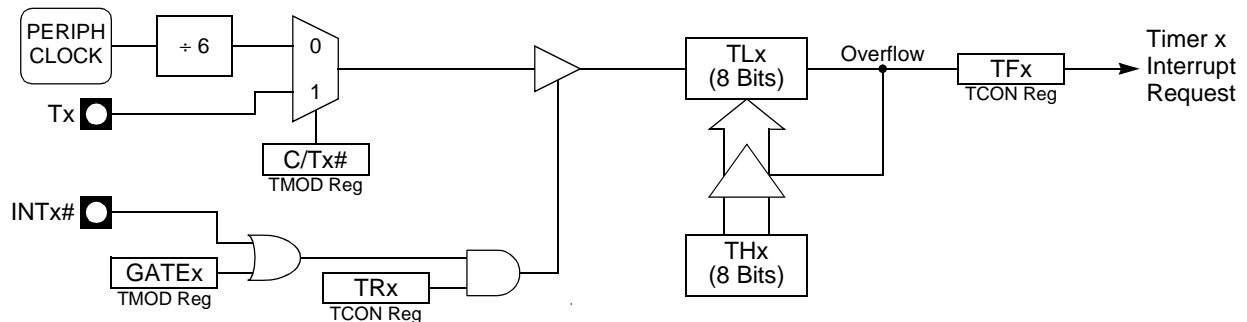 PERIPH
CLOCK
÷ 6
0
1
Tx
C/Tx#
TMOD Reg
TLx
(8 Bits)
Overflow
TFx
TCON Reg
Timer x
Interrupt
Request
INTx#
GATEx
TMOD Reg
TRx
TCON Reg
THx
(8 Bits)